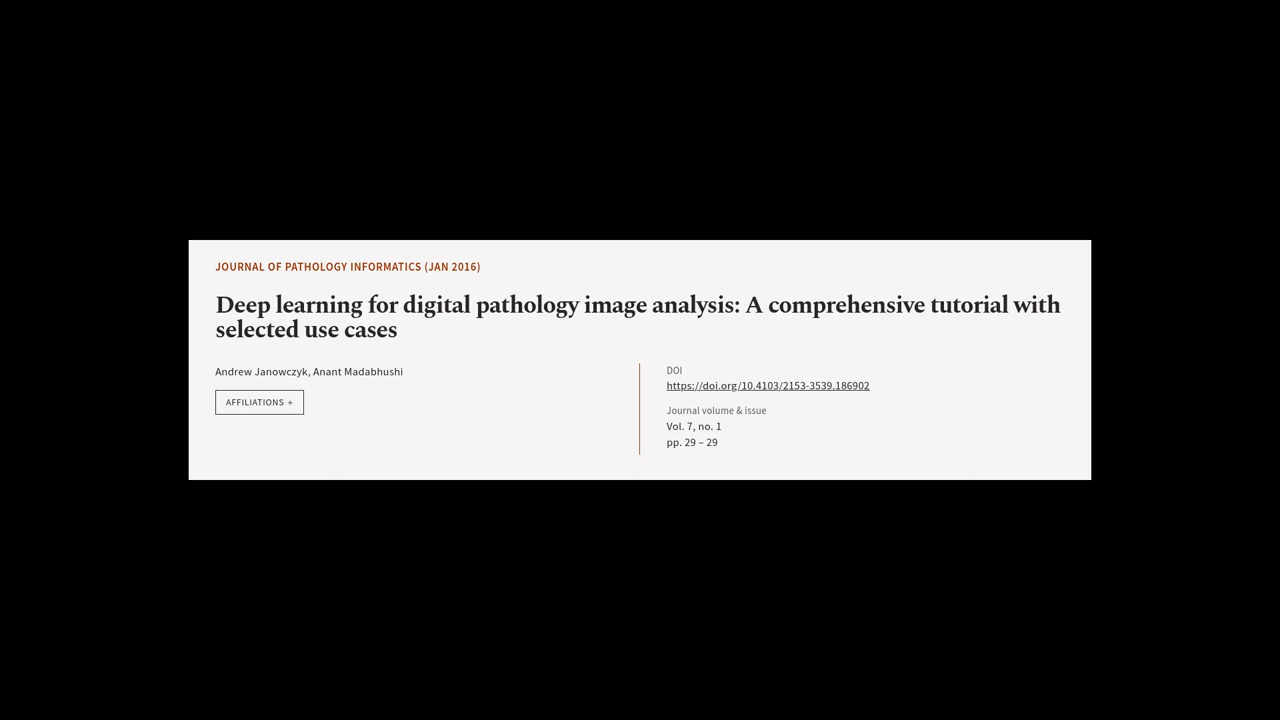 JOURNAL OF PATHOLOGY INFORMATICS (JAN 2016)
Deep learning for digital pathology image analysis: A comprehensive tutorial with
selected use cases
Andrew Janowczyk, Anant Madabhushi
AFFILIATIONS +
DOI
https://doi.org/10.4103/2153-3539.186902
Journal volume & issue
Vol. 7, no. 1
pp. 29 – 29